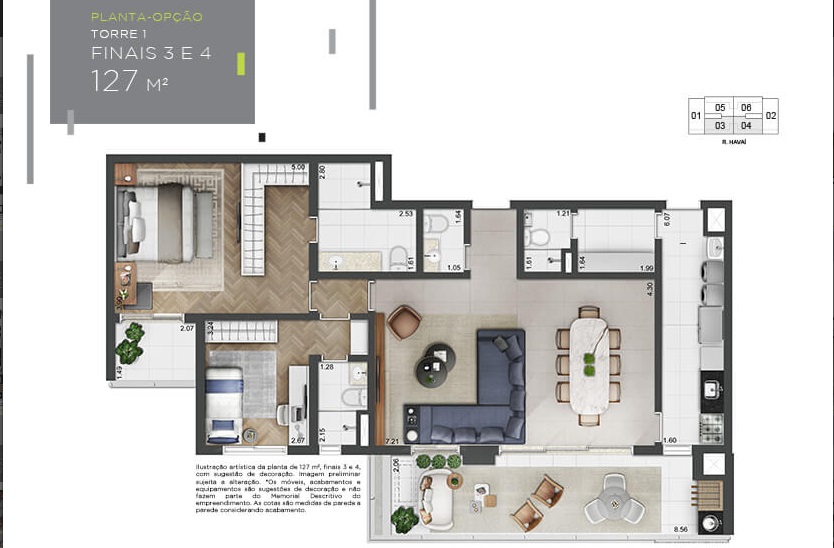 PLANTA-OPÇÃO
TORRE 1
FINAIS 3 E 4
127 M²
01
05
06
02
03
04
R. HAVAÍ
5.00
2.80
2.53
1.61
1.64
1.05
1.21
1.61
1.64
1.99
6.07
4.30
2.07
1.49
3.24
1.28
2.67
2.15
7.21
1.60
2.06
8.56
Ilustração artística da planta de 127 m², finais 3 e 4,
com sugestão de decoração. Imagem preliminar
sujeita a alteração. *Os móveis, acabamentos e
equipamentos são sugestões de decoração e não
fazem parte do Memorial Descritivo do
empreendimento. As cotas são medidas de parede a
parede considerando acabamento.